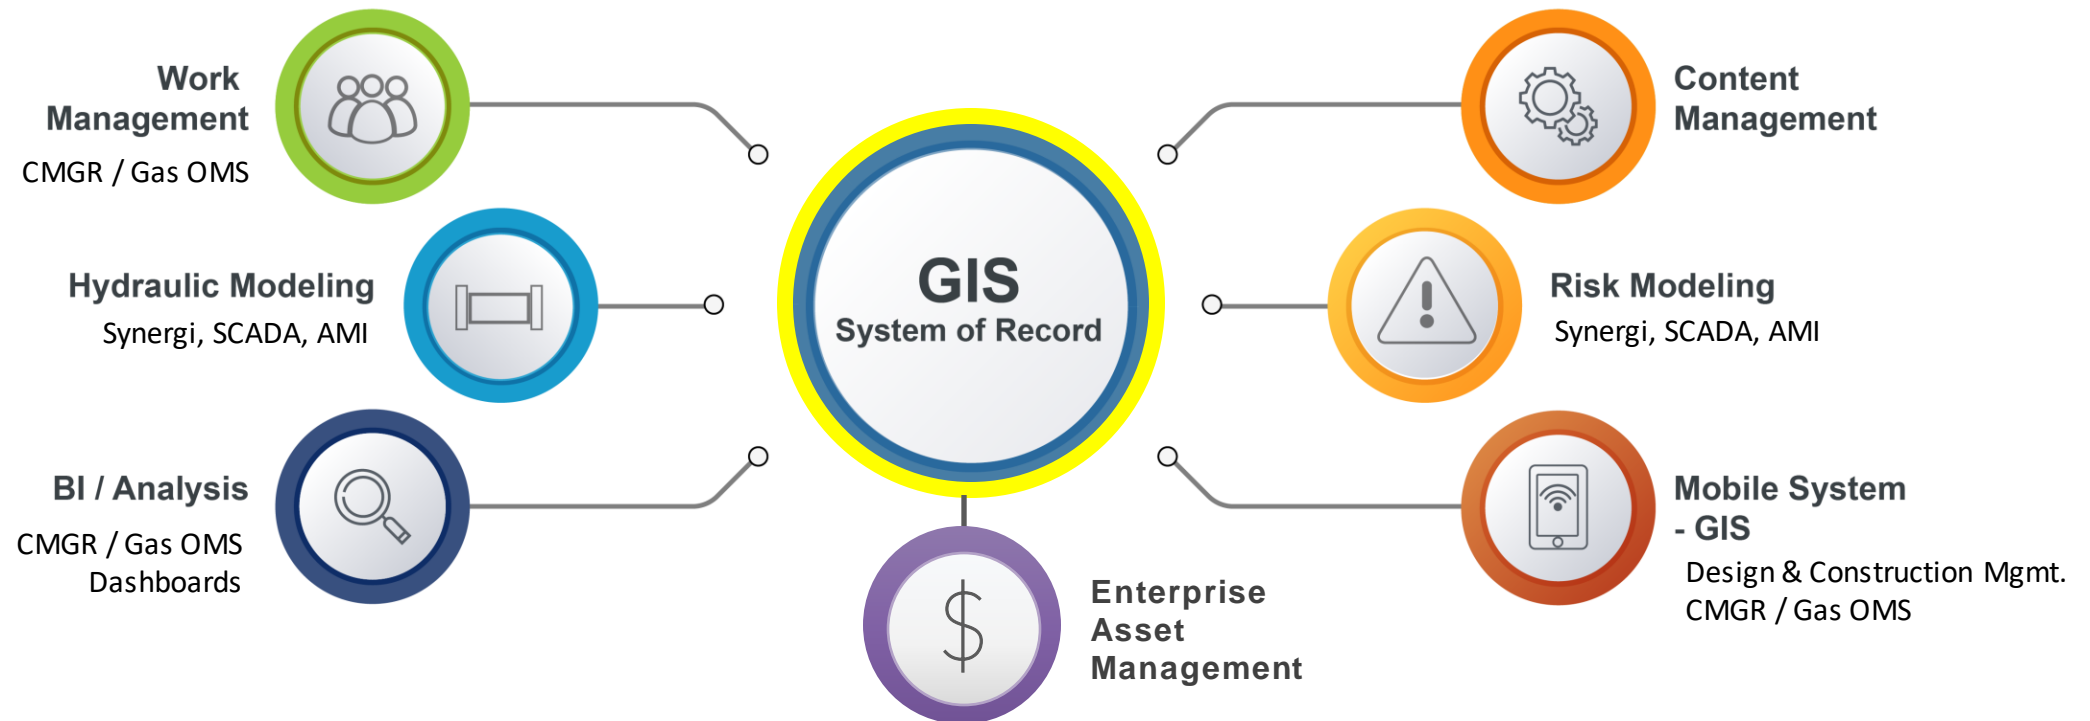 Work
Management
CMGR / Gas OMS
Hydraulic Modeling
Synergi, SCADA, AMI
BI / Analysis
CMGR / Gas OMS
Dashboards
GIS
System of Record
Enterprise
Asset
Management
Content
Management
Risk Modeling
Synergi, SCADA, AMI
Mobile System
- GIS
Design & Construction Mgmt.
CMGR / Gas OMS